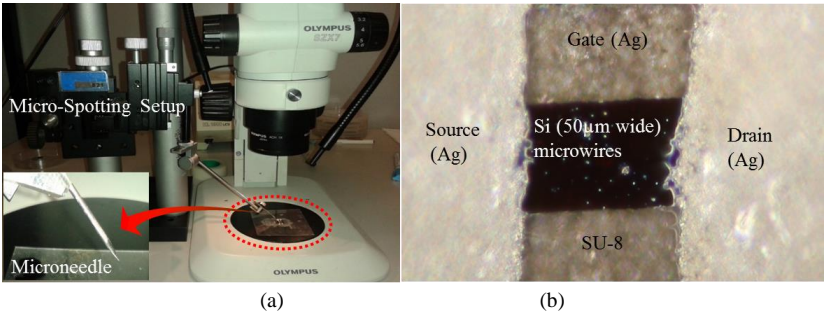 OLYMPUS
SZX7
Micro-Spotting Setup
Microneedle
OLYMPUS
(a)
Gate (Ag)
Source
(Ag)
Si (50µm wide)
microwires
Drain
(Ag)
SU-8
(b)